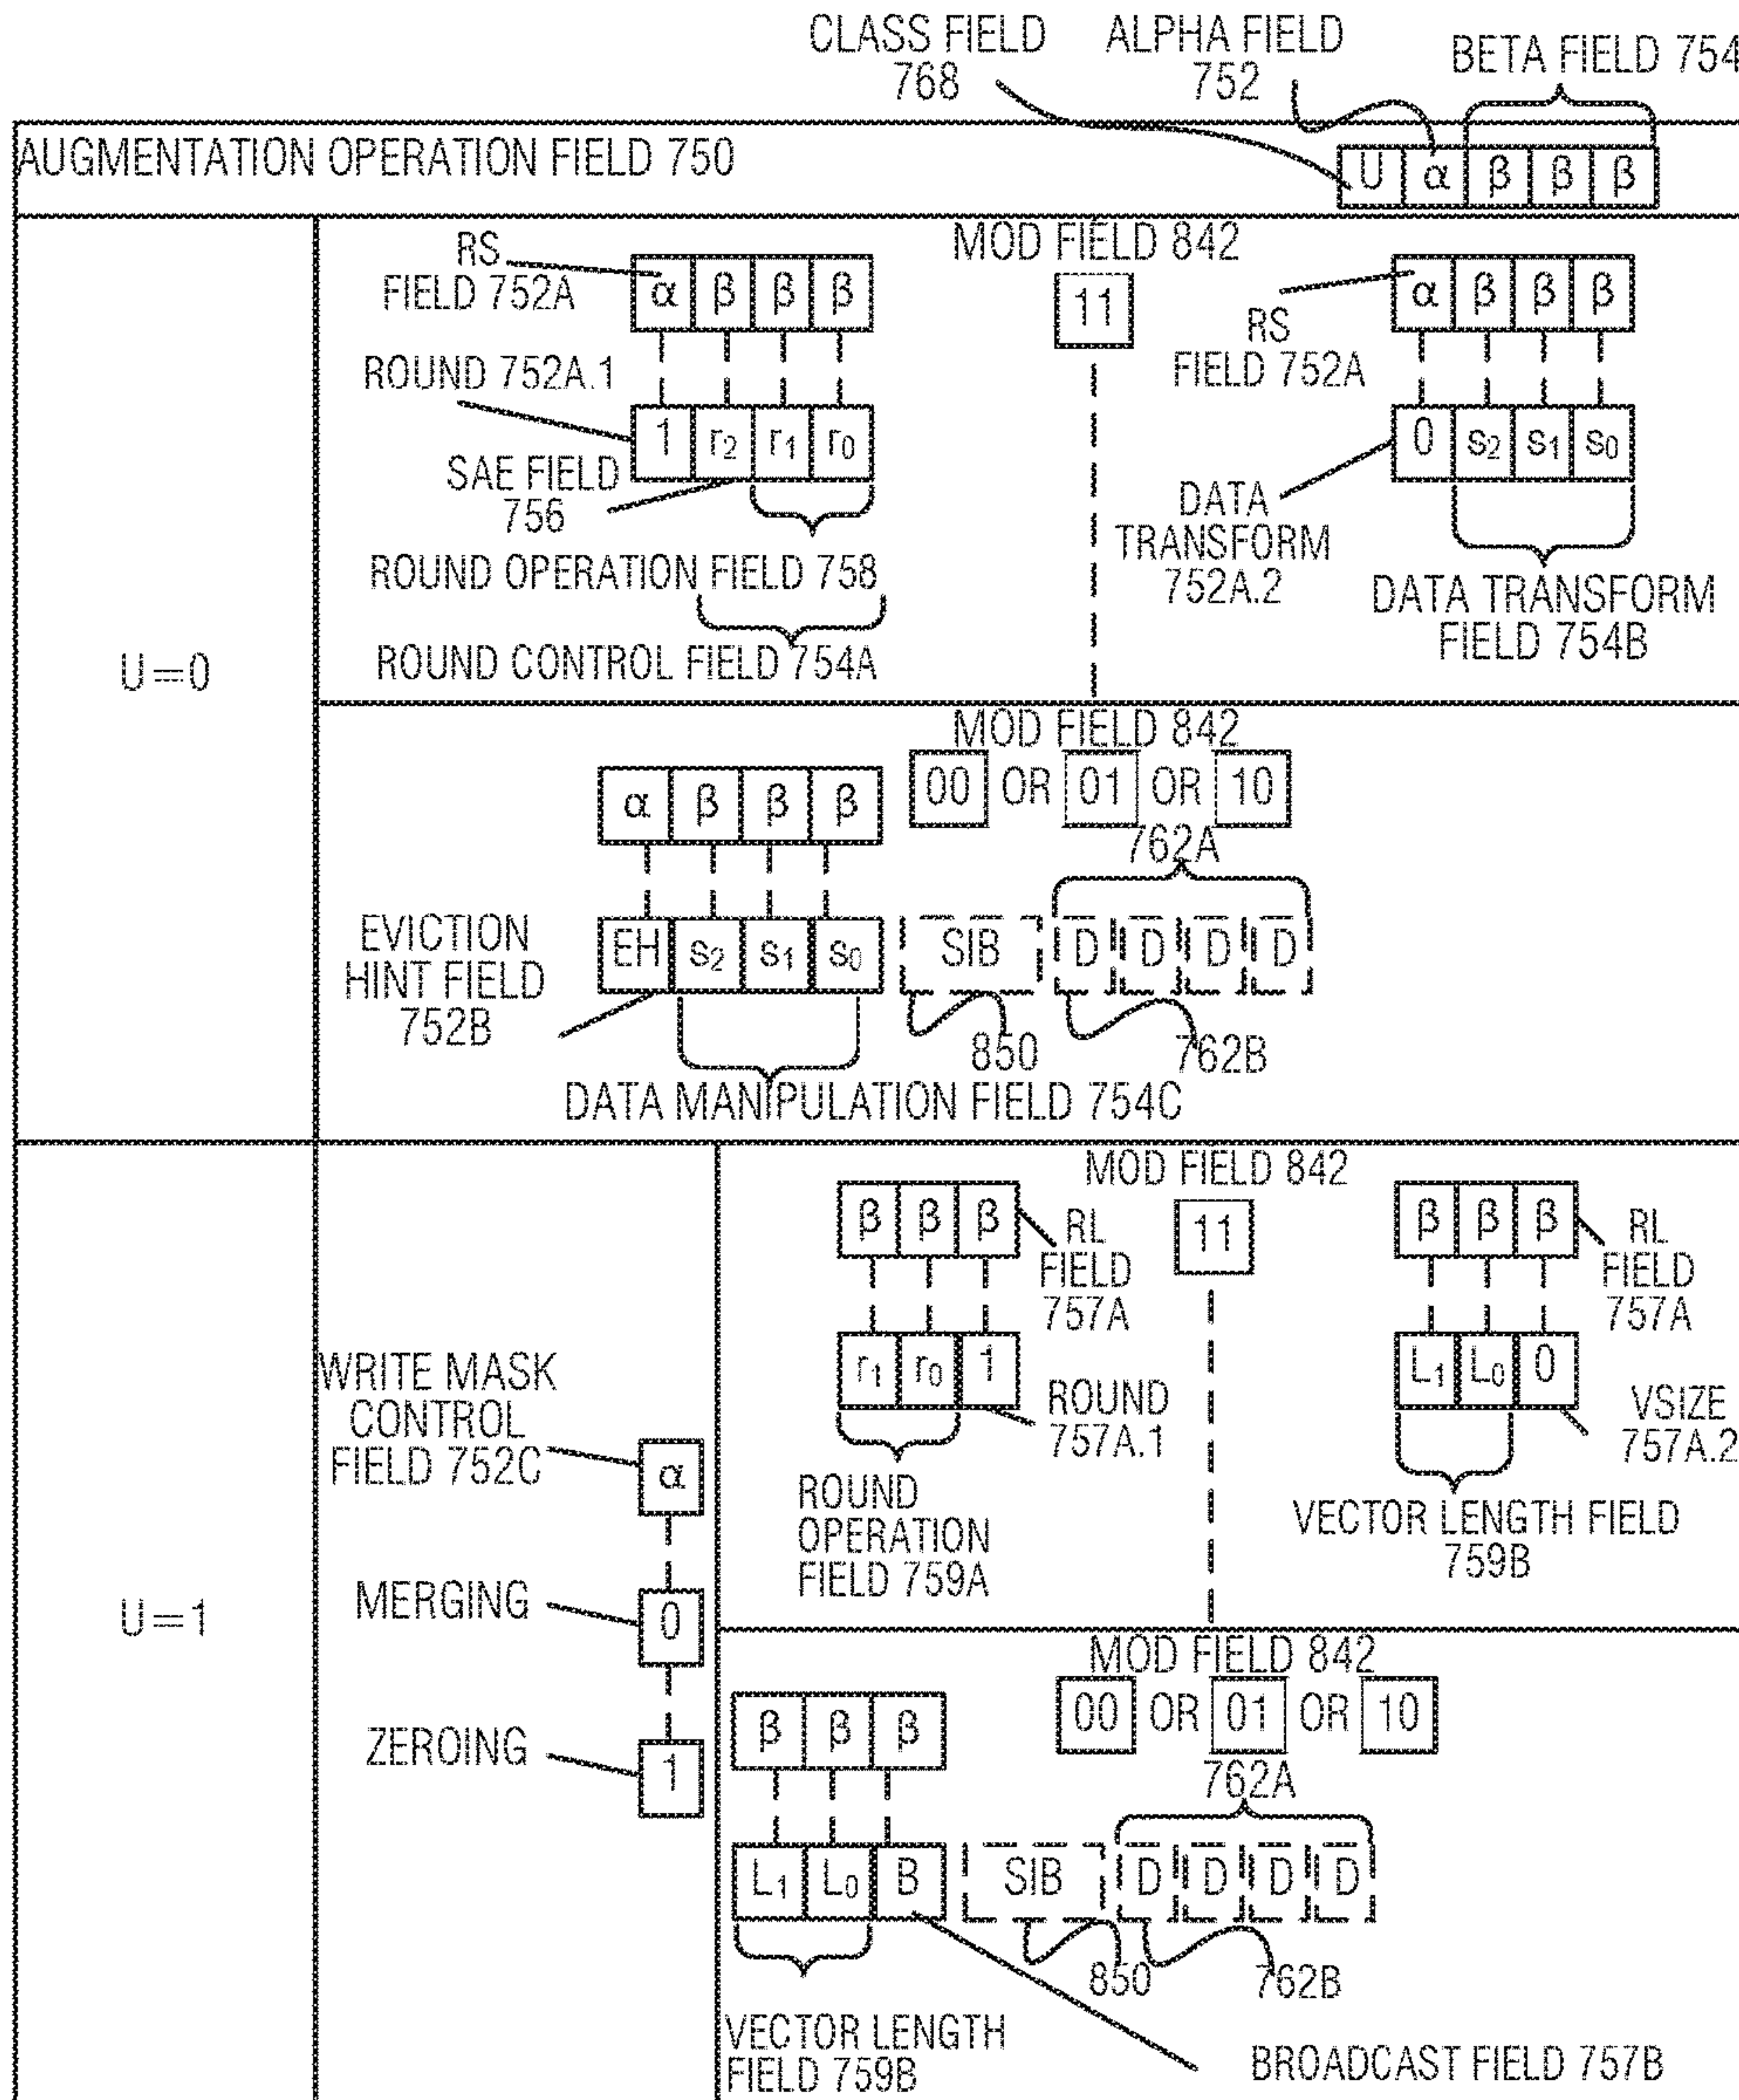 CLASS FIELD
768
ALPHA FIELD
752
BETA FIELD 754
AUGMENTATION OPERATION FIELD 750
U α β β β
U=0
MOD FIELD 842
11
RS
FIELD 752A
α β β β
ROUND 752A.1
1 r2 r1 r0
SAE FIELD
756
ROUND OPERATION FIELD 758
ROUND CONTROL FIELD 754A
α β β β
RS
FIELD 752A
0 s2 s1 s0
DATA
TRANSFORM
752A.2
DATA TRANSFORM
FIELD 754B
MOD FIELD 842
00 OR 01 OR 10
α β β β
762A
EVICTION
HINT FIELD
752B
EH s2 s1 s0 SIB D D D D
850
762B
DATA MANIPULATION FIELD 754C
U=1
WRITE MASK
CONTROL
FIELD 752C
α
MERGING
0
ZEROING
1
MOD FIELD 842
11
β β β
RL
FIELD
757A
r1 r0 1
ROUND
757A.1
ROUND
OPERATION
FIELD 759A
β β β
RL
FIELD
757A
L1 L0 0
VSIZE
757A.2
VECTOR LENGTH FIELD
759B
MOD FIELD 842
00 OR 01 OR 10
β β β
762A
L1 L0 B SIB D D D D
850
762B
VECTOR LENGTH
FIELD 759B
BROADCAST FIELD 757B